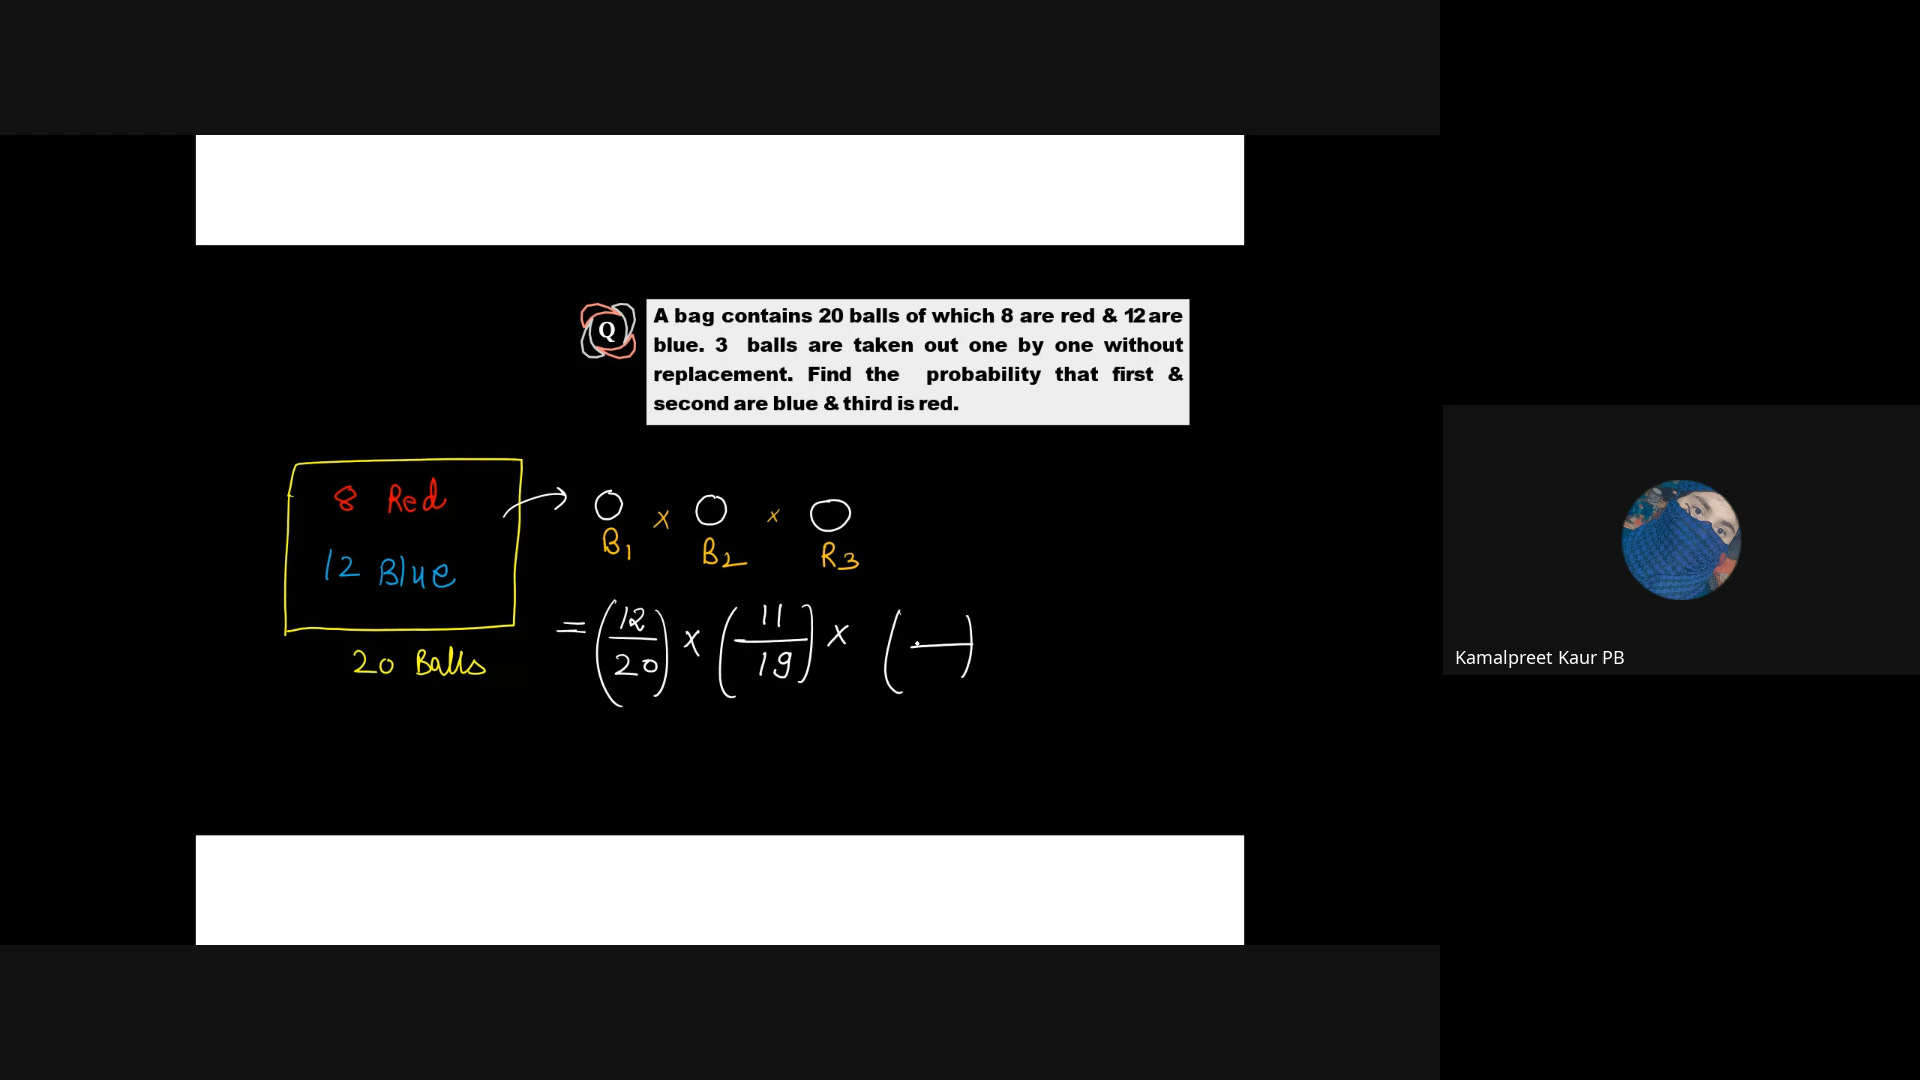 Q
A bag contains 20 balls of which 8 are red & 12 are
blue. 3 balls are taken out one by one without
replacement. Find the probability that first &
second are blue & third is red.
8 Red
12 Blue
20 Balls
B1 x B2 x R3
= (12/20) x (11/19) x (—)
Kamalpreet Kaur PB